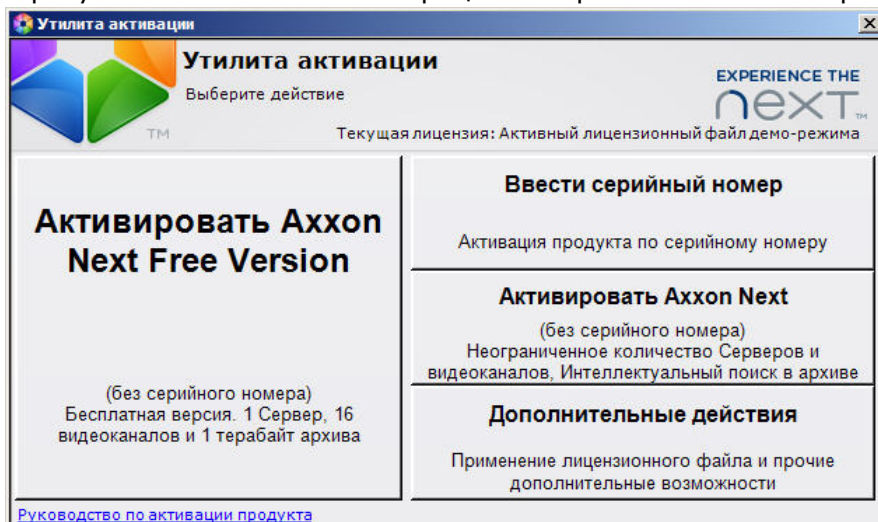 Утилита активации
Утилита активации
Выберите действие
EXPERIENCE THE
next
TM
TM
Текущая лицензия: Активный лицензионный файл демо-режима
Активировать Axxon
Next Free Version
(без серийного номера)
Бесплатная версия. 1 Сервер, 16
видеоканалов и 1 терабайт архива
Ввести серийный номер
Активация продукта по серийному номеру
Активировать Axxon Next
(без серийного номера)
Неограниченное количество Серверов и
видеоканалов, Интеллектуальный поиск в архиве
Дополнительные действия
Применение лицензионного файла и прочие
дополнительные возможности
Руководство по активации продукта